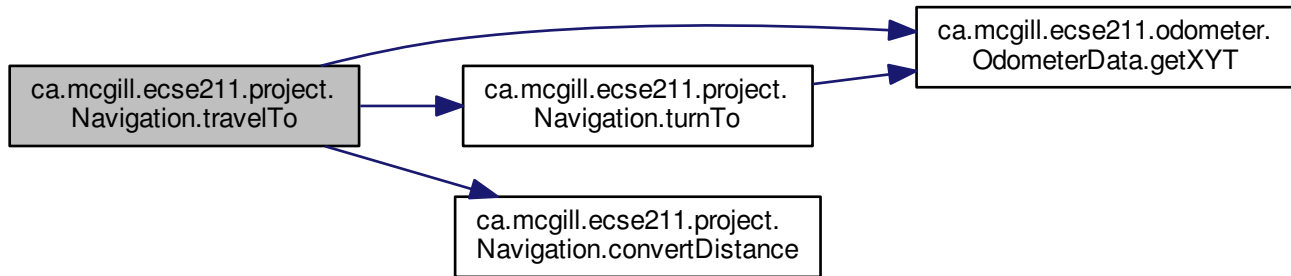 ca.mcgill.ecse211.project.
Navigation.travelTo
ca.mcgill.ecse211.project.
Navigation.turnTo
ca.mcgill.ecse211.odometer.
OdometerData.getXYT
ca.mcgill.ecse211.project.
Navigation.convertDistance